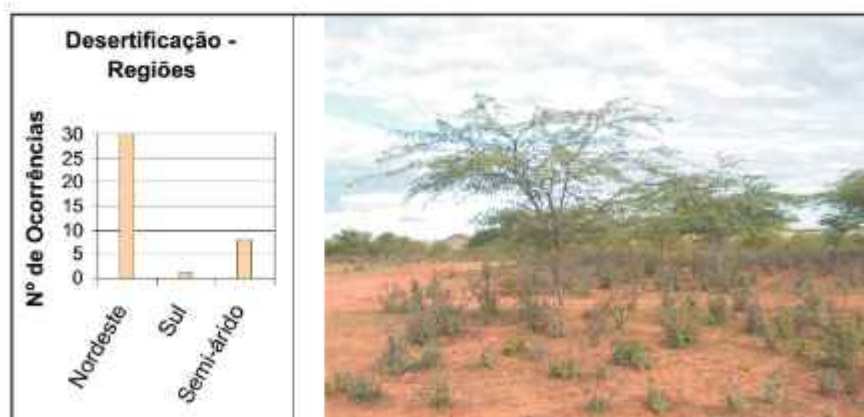 Desertificação -
Regiões
Nº de Ocorrências
30
25
20
15
10
5
0
Nordeste
Sul
Semi-árido